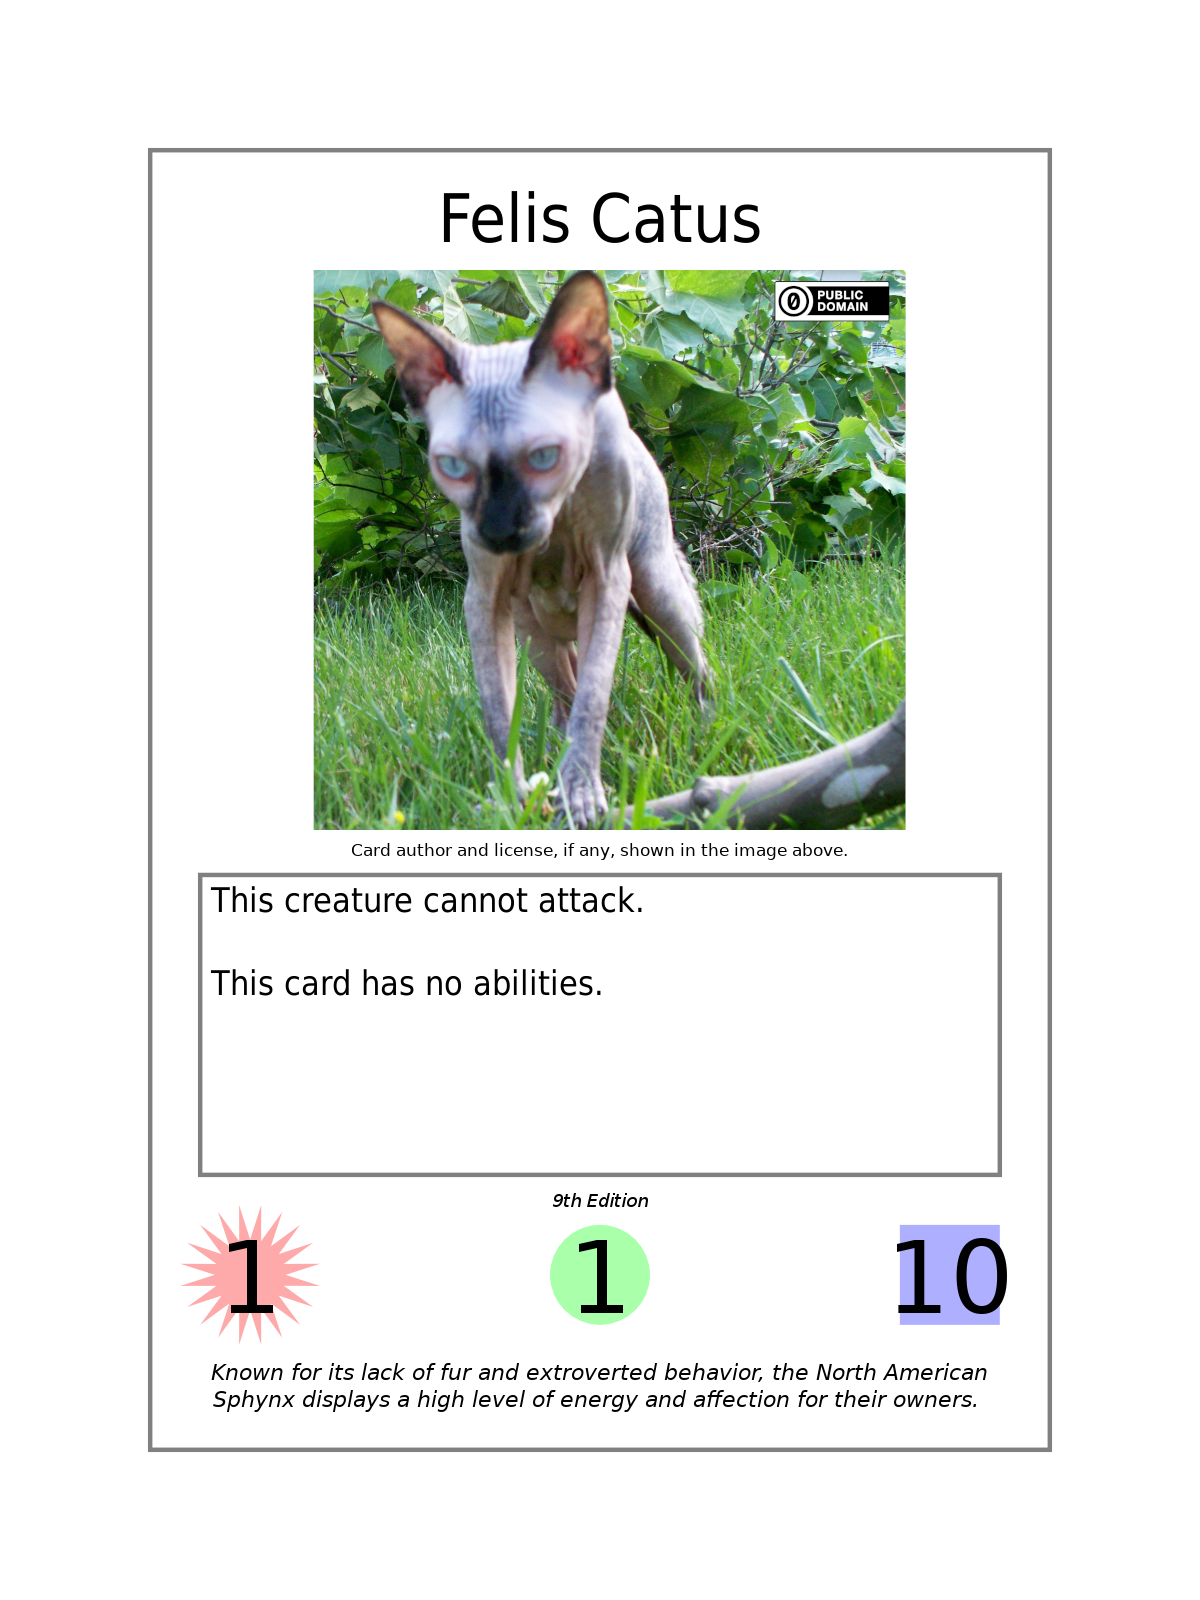 Felis Catus
PUBLIC
DOMAIN
Card author and license, if any, shown in the image above.
This creature cannot attack.
This card has no abilities.
9th Edition
1 1 10
Known for its lack of fur and extroverted behavior, the North American
Sphynx displays a high level of energy and affection for their owners.